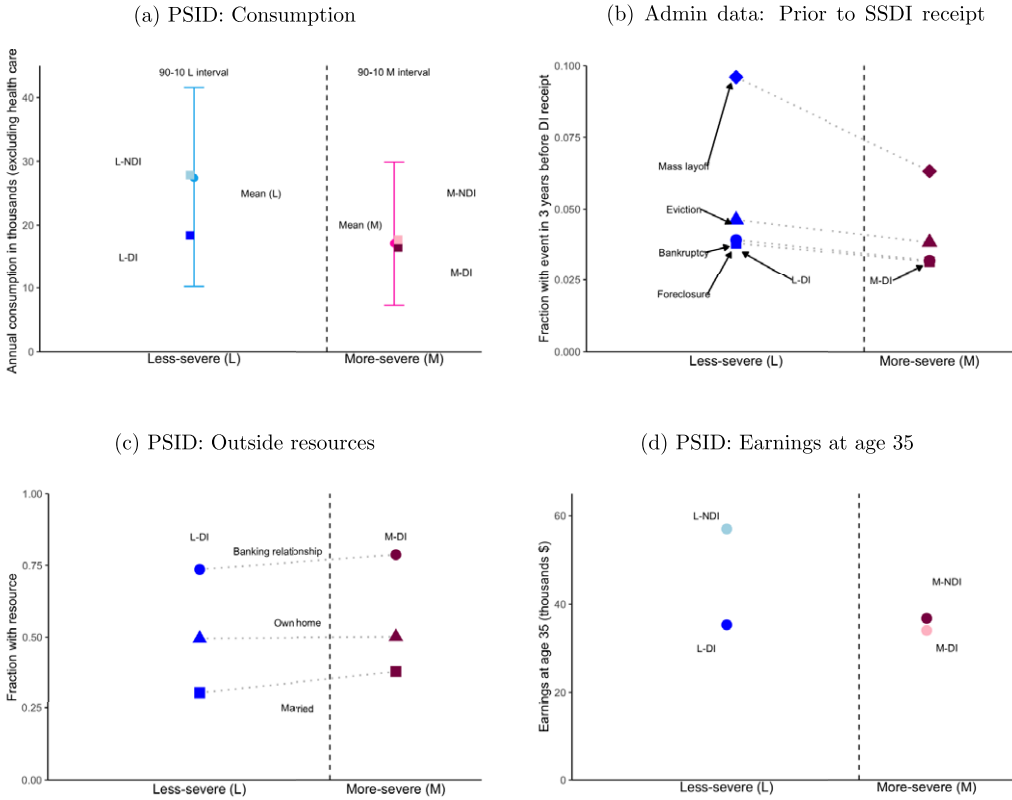 (a) PSID: Consumption
Annual consumption in thousands (excluding health care
40
30
20
10
0
90-10 L interval
90-10 M interval
L-NDI
Mean (L)
M-NDI
Mean (M)
L-DI
M-DI
Less-severe (L)
More-severe (M)
(b) Admin data: Prior to SSDI receipt
Fraction with event in 3 years before DI receipt
0.100
0.075
0.050
0.025
0.000
Mass layoff
Eviction
Bankruptcy
Foreclosure
L-DI
M-DI
Less-severe (L)
More-severe (M)
(c) PSID: Outside resources
Fraction with resource
1.00
0.75
0.50
0.25
0.00
L-DI
M-DI
Banking relationship
Own home
Married
Less-severe (L)
More-severe (M)
(d) PSID: Earnings at age 35
Earnings at age 35 (thousands $)
60
40
20
0
L-NDI
M-NDI
L-DI
M-DI
Less-severe (L)
More-severe (M)